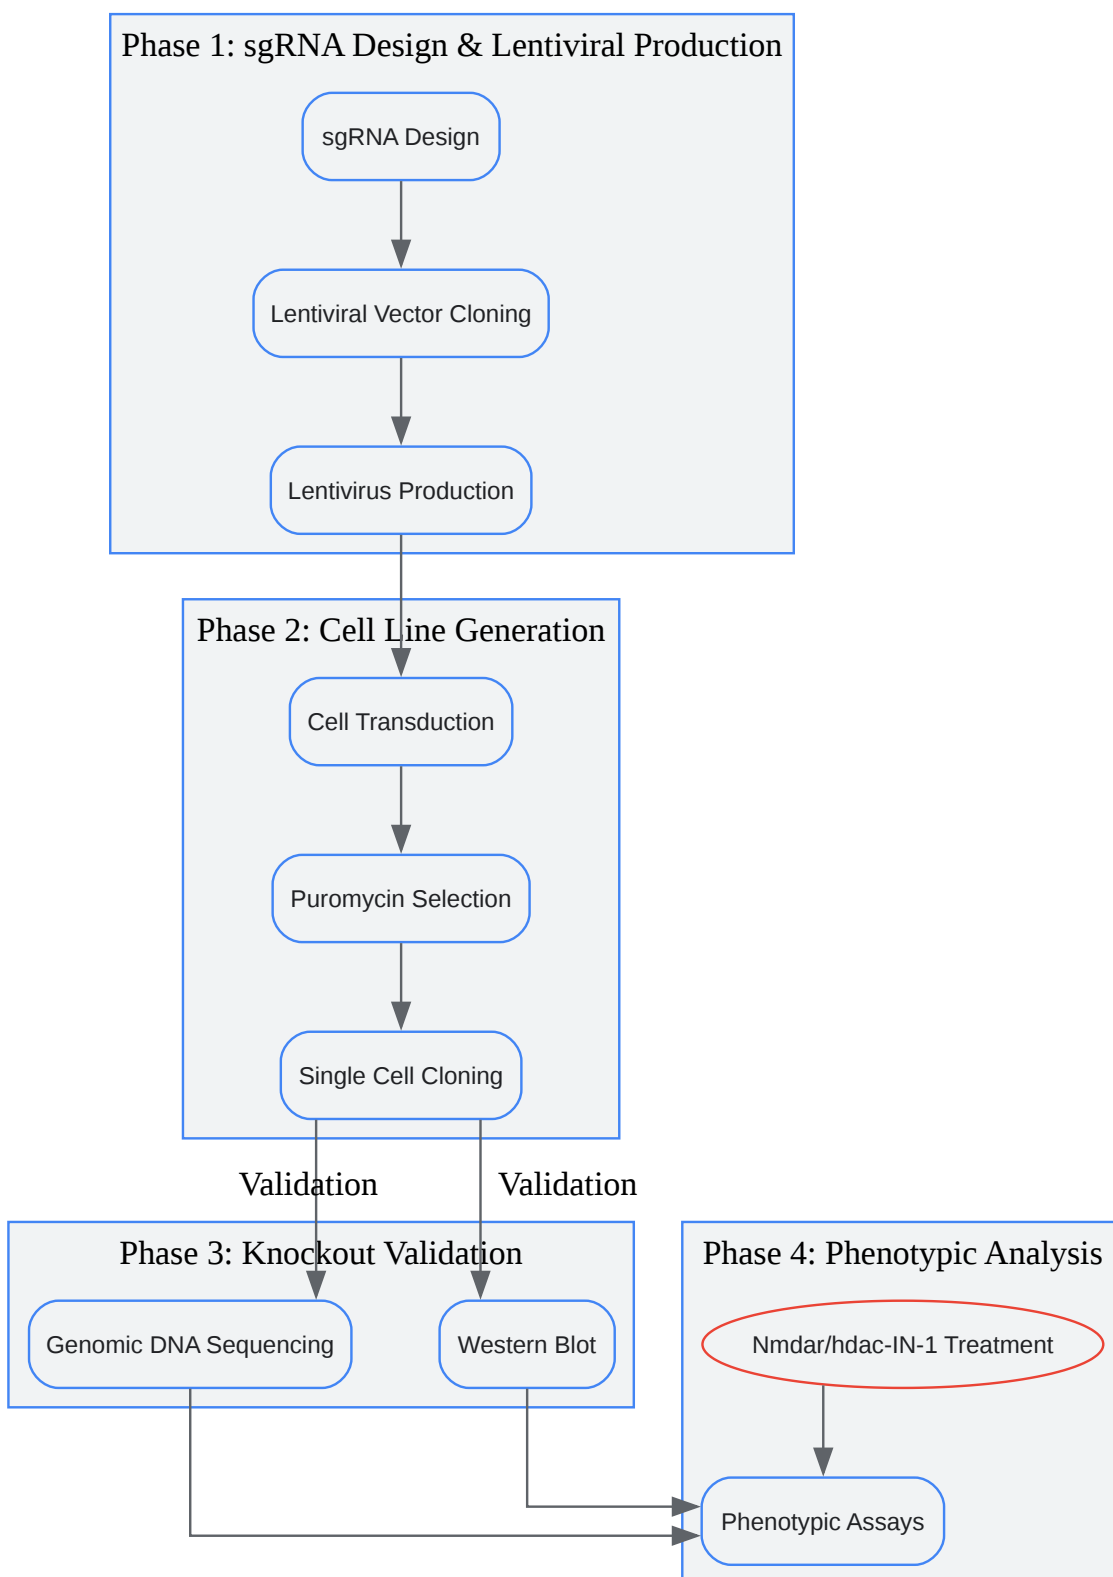 Phase 1: sgRNA Design & Lentiviral Production
sgRNA Design
Lentiviral Vector Cloning
Lentivirus Production
Phase 2: Cell Line Generation
Cell Transduction
Puromycin Selection
Single Cell Cloning
Validation
Validation
Phase 3: Knockout Validation
Genomic DNA Sequencing
Western Blot
Phase 4: Phenotypic Analysis
Nmdar/hdac-IN-1 Treatment
Phenotypic Assays